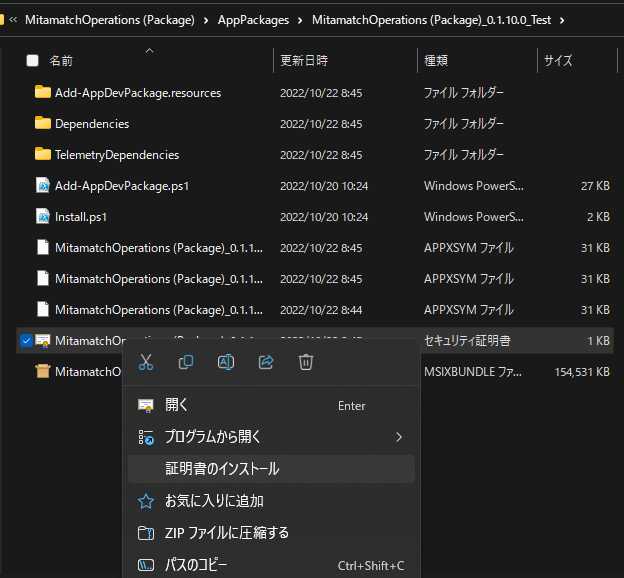 « MitamatchOperations (Package) › AppPackages › MitamatchOperations (Package)_0.1.10.0_Test ›
名前 更新日時 種類 サイズ
Add-AppDevPackage.resources 2022/10/22 8:45 ファイル フォルダー
Dependencies 2022/10/22 8:45 ファイル フォルダー
TelemetryDependencies 2022/10/22 8:45 ファイル フォルダー
Add-AppDevPackage.ps1 2022/10/20 10:24 Windows PowerS... 27 KB
Install.ps1 2022/10/20 10:24 Windows PowerS... 2 KB
MitamatchOperations (Package)_0.1.1... 2022/10/22 8:45 APPXSYM ファイル 31 KB
MitamatchOperations (Package)_0.1.1... 2022/10/22 8:45 APPXSYM ファイル 31 KB
MitamatchOperations (Package)_0.1.1... 2022/10/22 8:44 APPXSYM ファイル 31 KB
セキュリティ証明書 1 KB
MitamatchO MSIXBUNDLE ファ... 154,531 KB
開く Enter
プログラムから開く
証明書のインストール
お気に入りに追加
ZIP ファイルに圧縮する
パスのコピー Ctrl+Shift+C